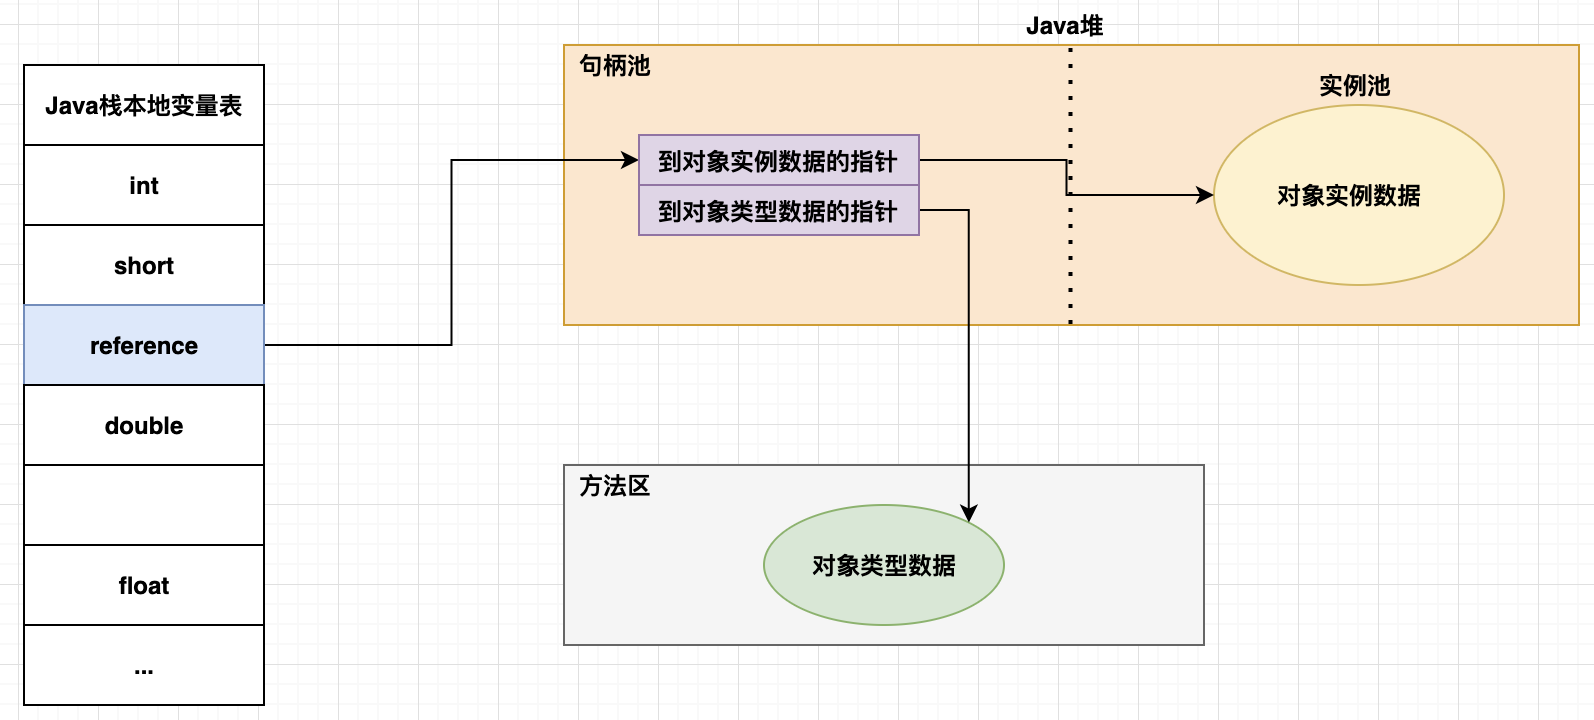 Java栈本地变量表
int
short
reference
double
float
...
Java堆
句柄池
到对象实例数据的指针
到对象类型数据的指针
实例池
对象实例数据
方法区
对象类型数据